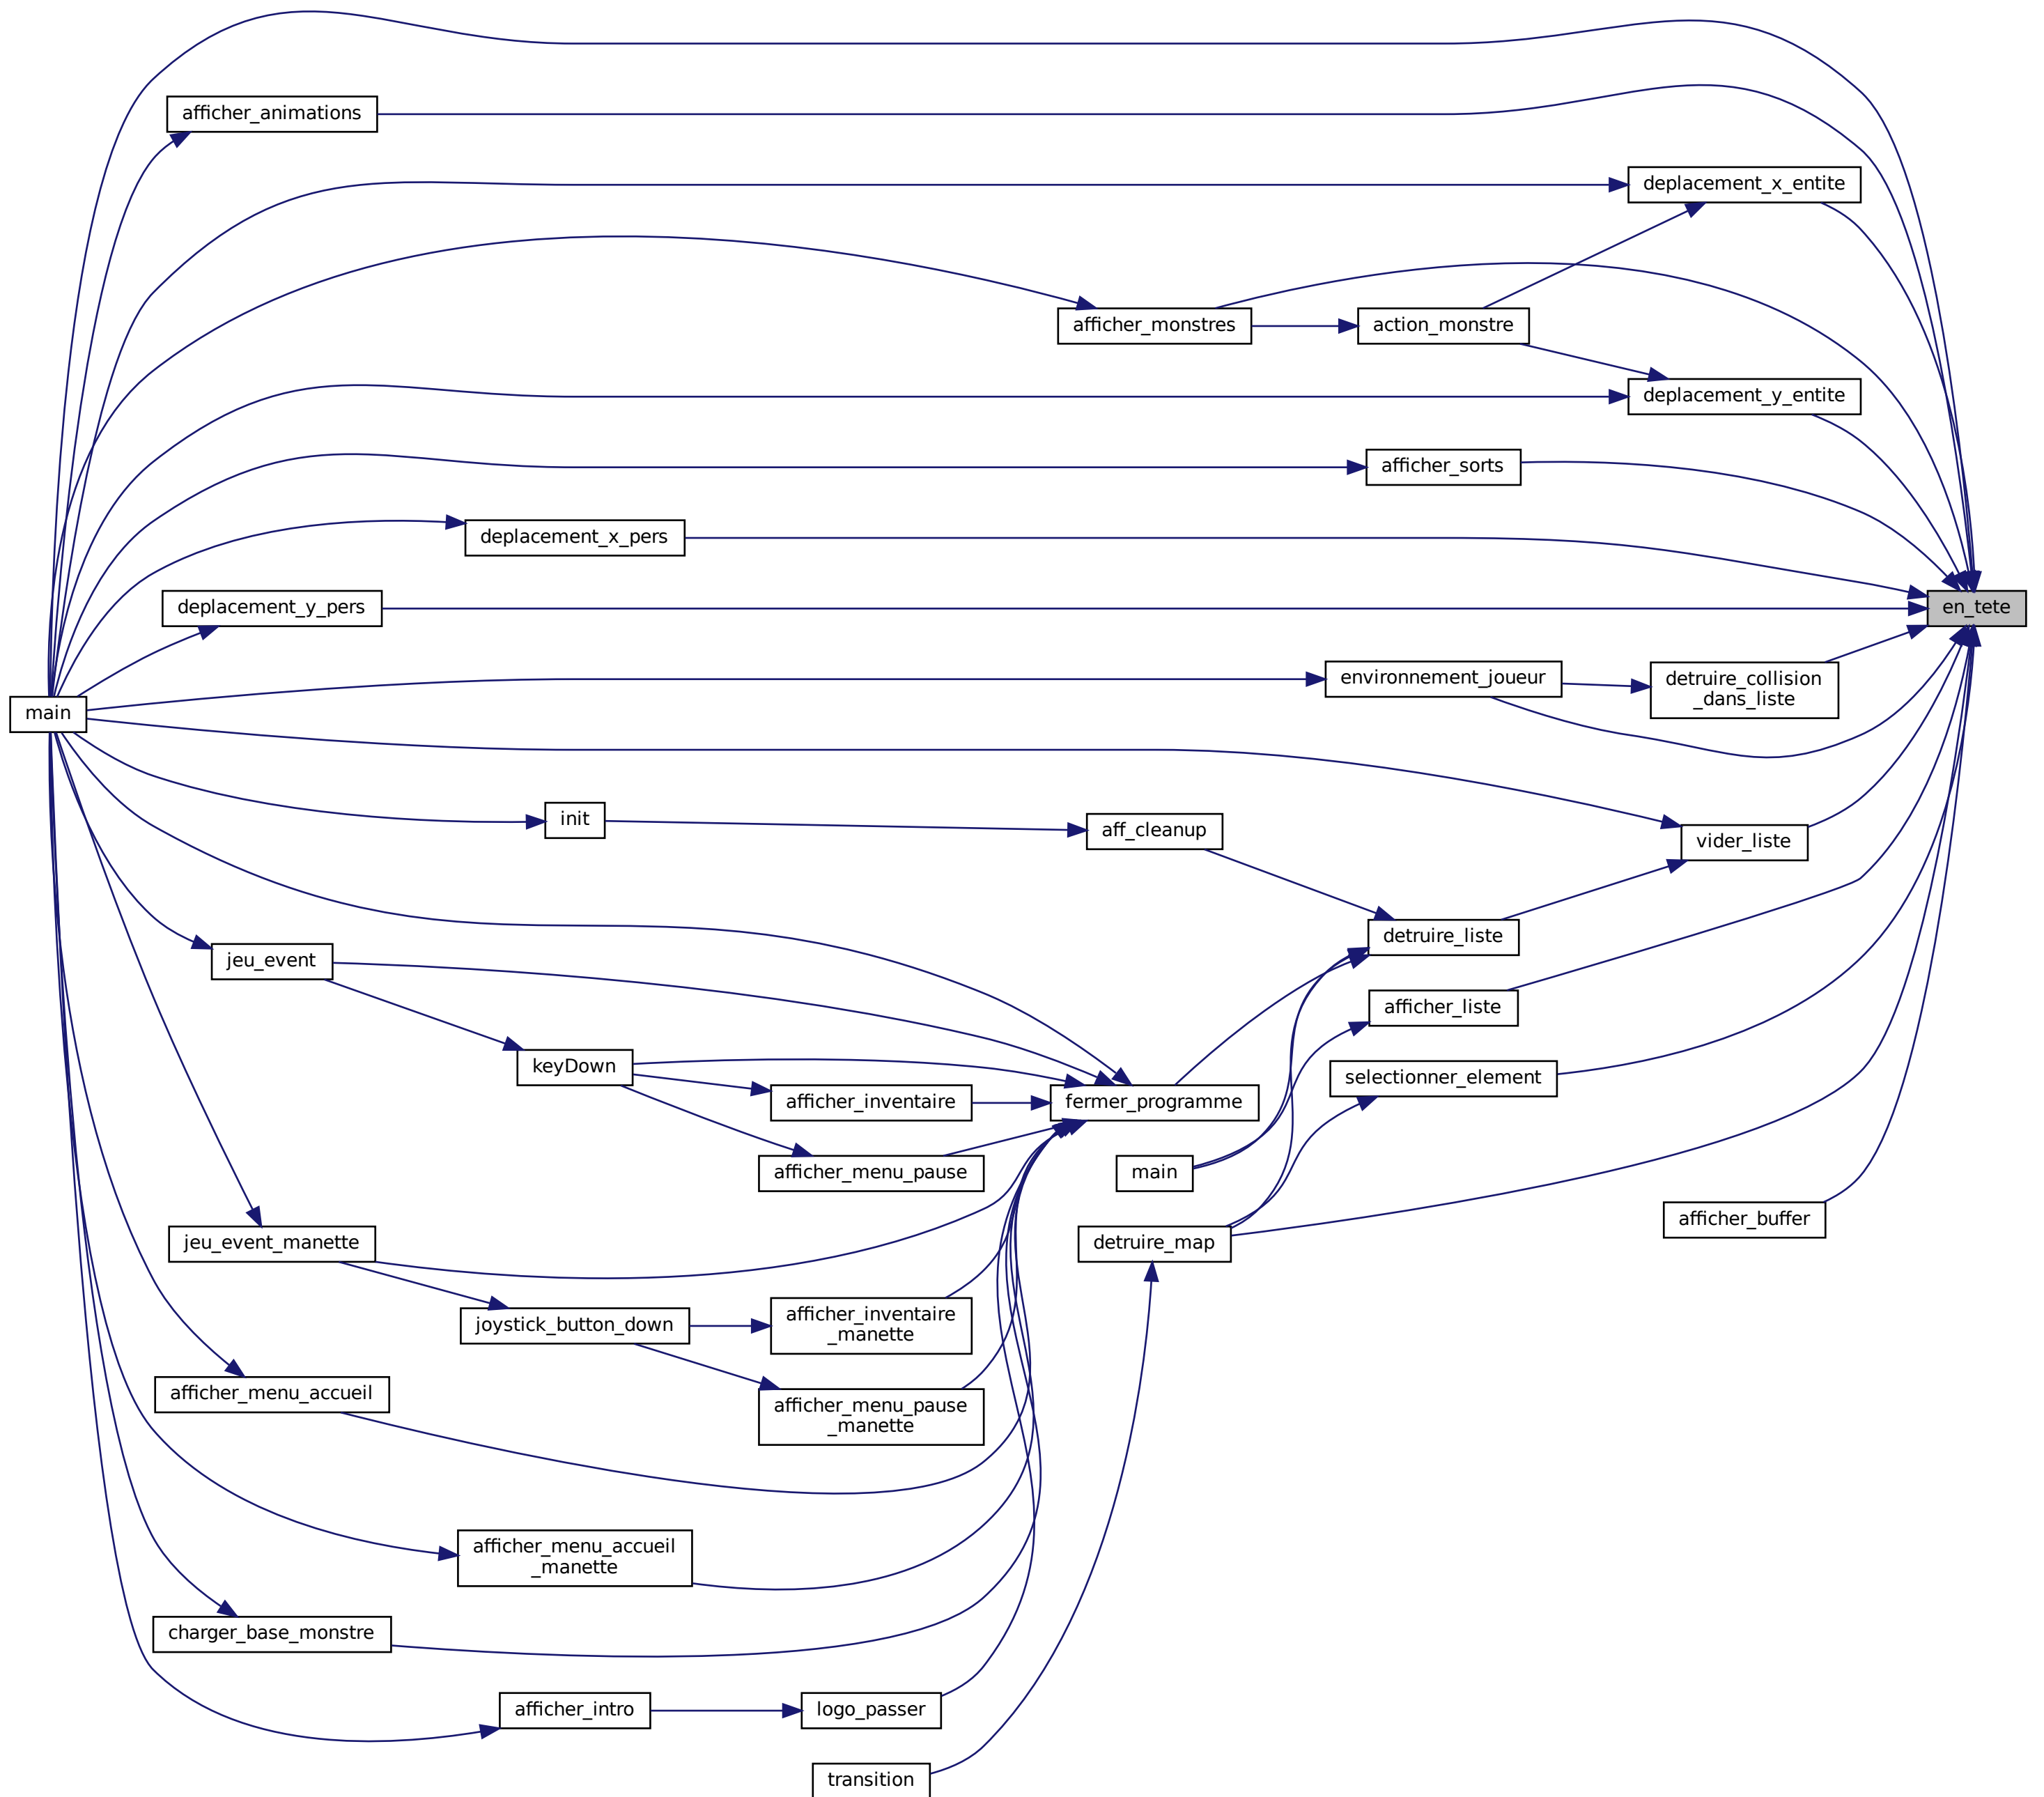 afficher_animations
deplacement_x_entite
afficher_monstres
action_monstre
deplacement_y_entite
afficher_sorts
deplacement_x_pers
deplacement_y_pers
en_tete
environnement_joueur
detruire_collision
_dans_liste
main
init
aff_cleanup
vider_liste
detruire_liste
jeu_event
afficher_liste
keyDown
selectionner_element
afficher_inventaire
fermer_programme
afficher_menu_pause
main
afficher_buffer
jeu_event_manette
detruire_map
joystick_button_down
afficher_inventaire
_manette
afficher_menu_accueil
afficher_menu_pause
_manette
afficher_menu_accueil
_manette
charger_base_monstre
afficher_intro
logo_passer
transition